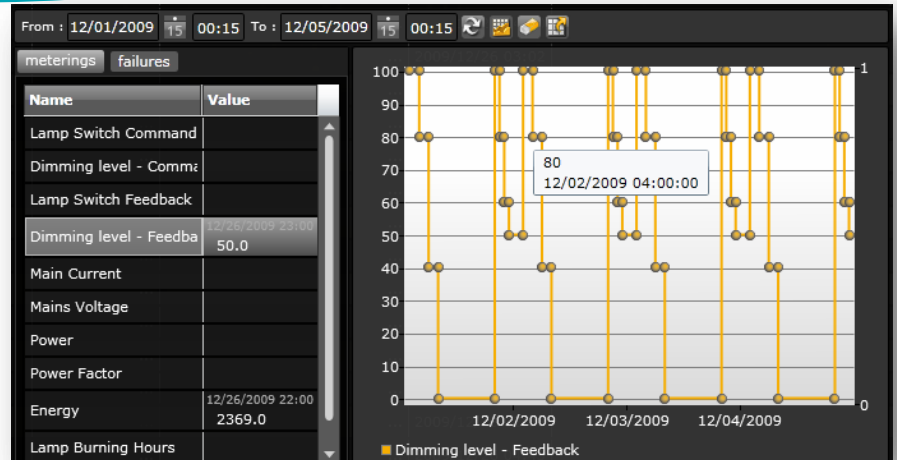 From : 12/01/2009 15 00:15 To : 12/05/2009 15 00:15
meterings failures
Name Value
Lamp Switch Command
Dimming level - Comma
Lamp Switch Feedback
Dimming level - Feedba 12/26/2009 23:00
50.0
Main Current
Mains Voltage
Power
Power Factor
Energy 12/26/2009 22:00
2369.0
Lamp Burning Hours
100 1
90
80
80
12/02/2009 04:00:00
70
60
50
40
30
20
10
0 0
12/02/2009 12/03/2009 12/04/2009
Dimming level - Feedback